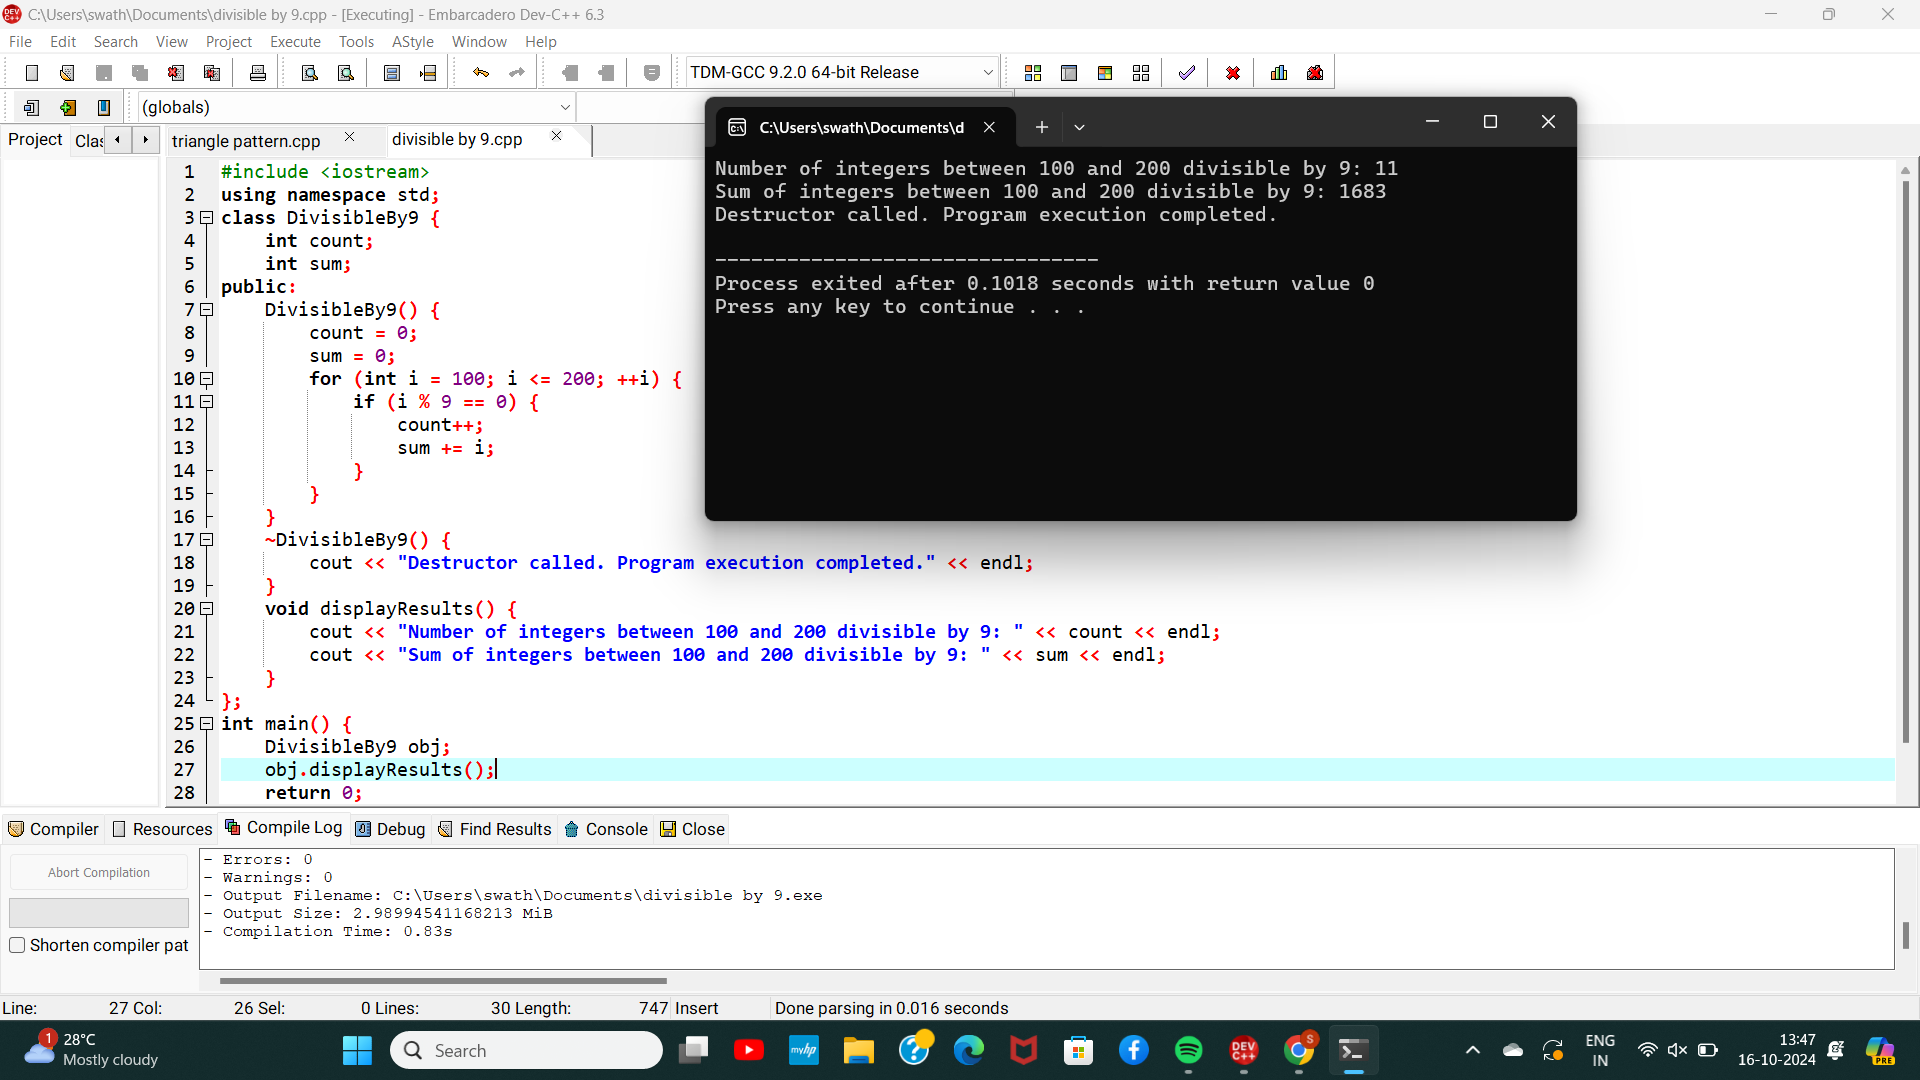 C:\Users\swath\Documents\divisible by 9.cpp - [Executing] - Embarcadero Dev-C++ 6.3
File Edit Search View Project Execute Tools AStyle Window Help
TDM-GCC 9.2.0 64-bit Release
(globals)
Project Clas triangle pattern.cpp divisible by 9.cpp
1 #include <iostream>
2 using namespace std;
3 class DivisibleBy9 {
4 int count;
5 int sum;
6 public:
7 DivisibleBy9() {
8 count = 0;
9 sum = 0;
10 for (int i = 100; i <= 200; ++i) {
11 if (i % 9 == 0) {
12 count++;
13 sum += i;
14 }
15 }
16 }
17 ~DivisibleBy9() {
18 cout << "Destructor called. Program execution completed." << endl;
19 }
20 void displayResults() {
21 cout << "Number of integers between 100 and 200 divisible by 9: " << count << endl;
22 cout << "Sum of integers between 100 and 200 divisible by 9: " << sum << endl;
23 }
24 };
25 int main() {
26 DivisibleBy9 obj;
27 obj.displayResults();
28 return 0;
C:\Users\swath\Documents\d
Number of integers between 100 and 200 divisible by 9: 11
Sum of integers between 100 and 200 divisible by 9: 1683
Destructor called. Program execution completed.
--------------------------------
Process exited after 0.1018 seconds with return value 0
Press any key to continue . . .
Compiler Resources Compile Log Debug Find Results Console Close
Abort Compilation
Shorten compiler pat
- Errors: 0
- Warnings: 0
- Output Filename: C:\Users\swath\Documents\divisible by 9.exe
- Output Size: 2.98994541168213 MiB
- Compilation Time: 0.83s
Line: 27 Col: 26 Sel: 0 Lines: 30 Length: 747 Insert Done parsing in 0.016 seconds
1
28°C
Mostly cloudy
Search
myhp
DEV C++
S
ENG
IN
13:47
16-10-2024
PRE